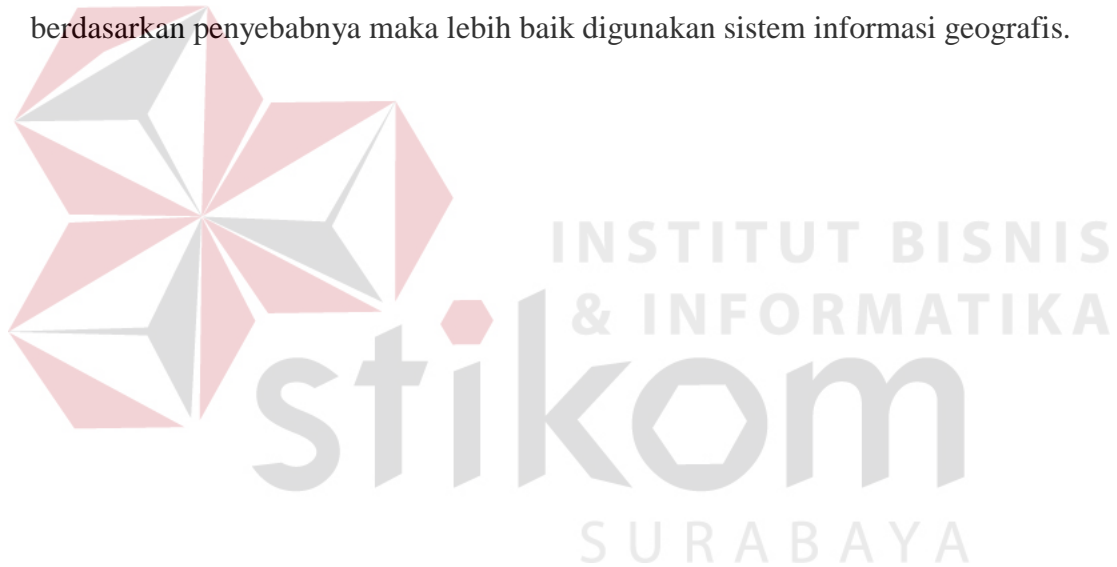 berdasarkan penyebabnya maka lebih baik digunakan sistem informasi geografis.
INSTITUT BISNIS
& INFORMATIKA
stikom
SURABAYA